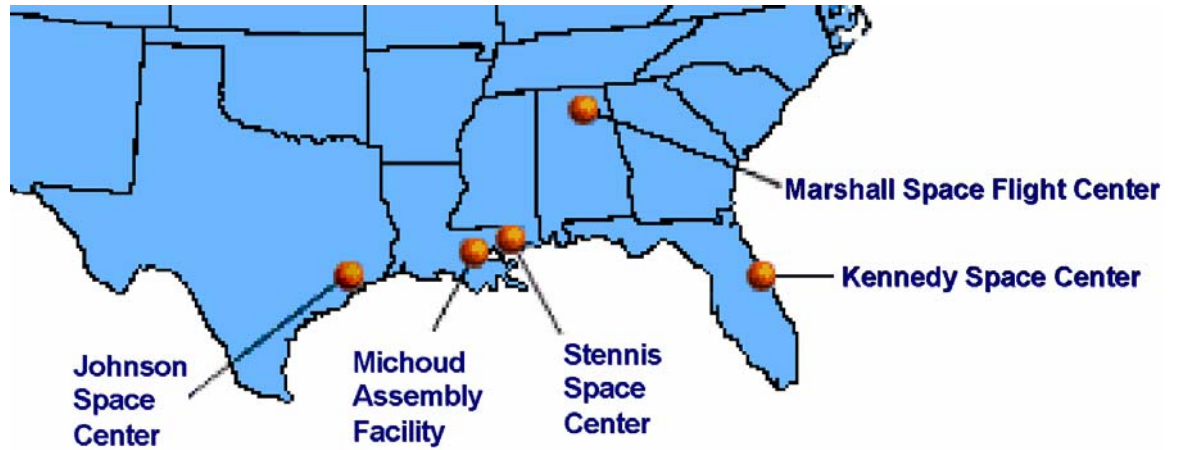 Marshall Space Flight Center
Kennedy Space Center
Johnson
Space
Center
Michoud
Assembly
Facility
Stennis
Space
Center